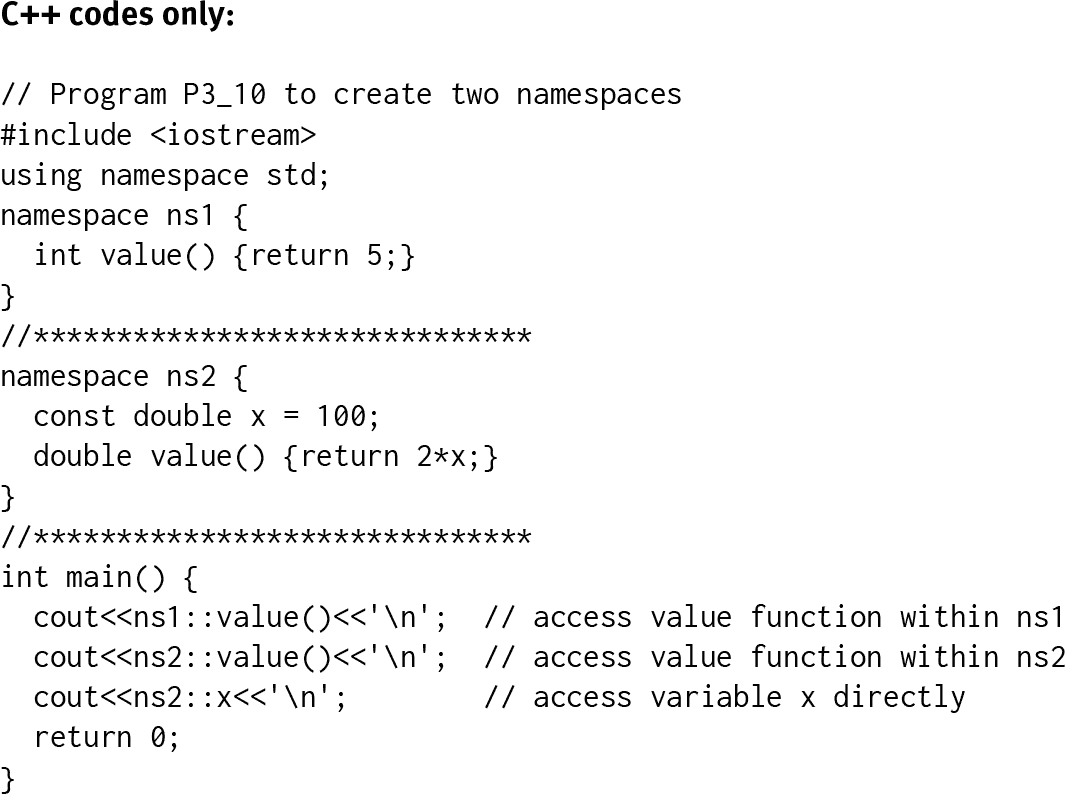 C++ codes only:
// Program P3_10 to create two namespaces
#include <iostream>
using namespace std;
namespace ns1 {
  int value() {return 5;}
}
//******************************
namespace ns2 {
  const double x = 100;
  double value() {return 2*x;}
}
//******************************
int main() {
  cout<<ns1::value()<<'\n';  // access value function within ns1
  cout<<ns2::value()<<'\n';  // access value function within ns2
  cout<<ns2::x<<'\n';        // access variable x directly
  return 0;
}